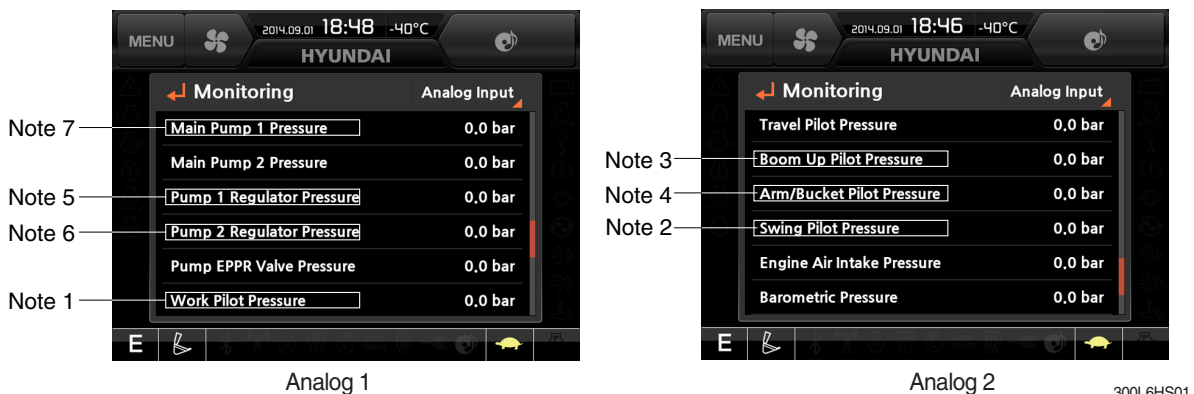 MENU
2014.09.01 18:48 -40°C
HYUNDAI
Monitoring Analog Input
Note 7 Main Pump 1 Pressure 0.0 bar
Main Pump 2 Pressure 0.0 bar
Note 5 Pump 1 Regulator Pressure 0.0 bar
Note 6 Pump 2 Regulator Pressure 0.0 bar
Pump EPPR Valve Pressure 0.0 bar
Note 1 Work Pilot Pressure 0.0 bar
E
Analog 1
MENU
2014.09.01 18:46 -40°C
HYUNDAI
Monitoring Analog Input
Travel Pilot Pressure 0.0 bar
Note 3 Boom Up Pilot Pressure 0.0 bar
Note 4 Arm/Bucket Pilot Pressure 0.0 bar
Note 2 Swing Pilot Pressure 0.0 bar
Engine Air Intake Pressure 0.0 bar
Barometric Pressure 0.0 bar
E
Analog 2
300L6HS01